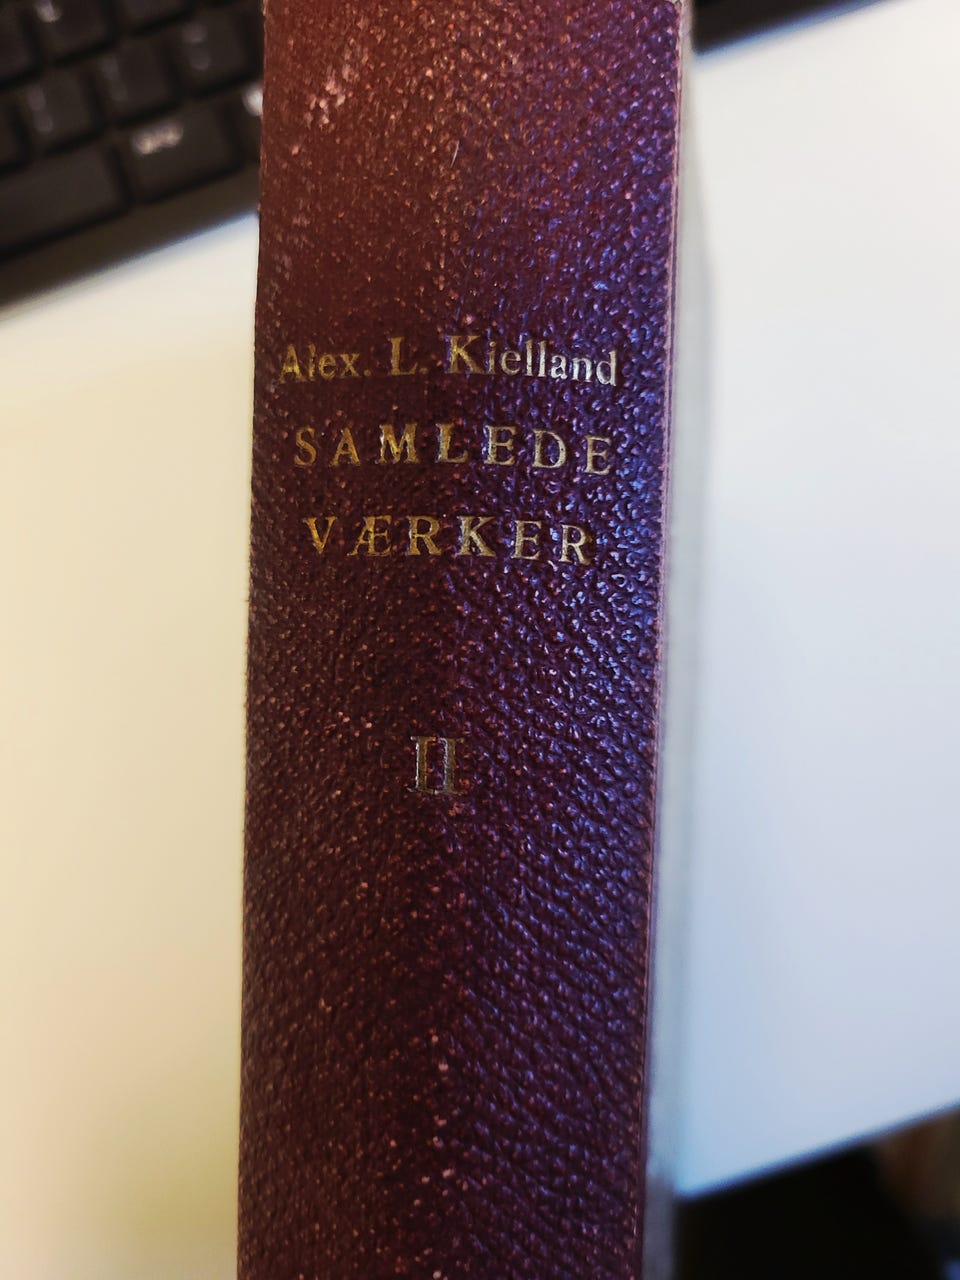 Alex. L. Kielland
SAMLEDE
VÆRKER
II